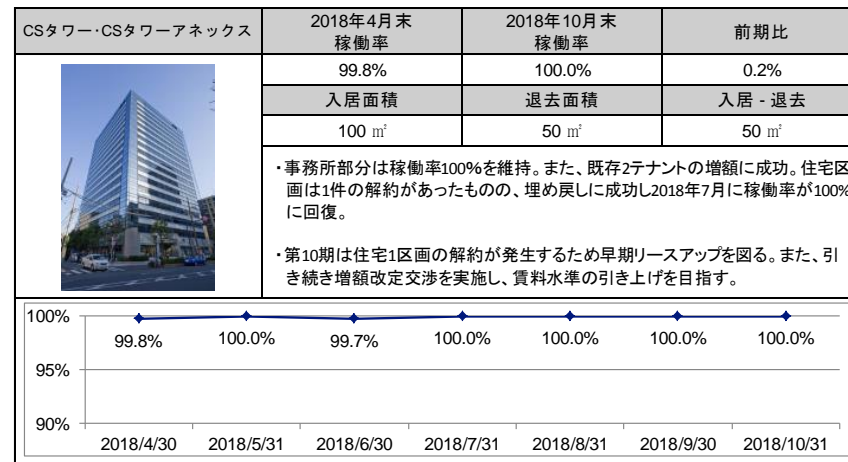 CSタワー・CSタワーアネックス
2018年4月末
稼働率
2018年10月末
稼働率
前期比
99.8%
100.0%
0.2%
入居面積
退去面積
入居 - 退去
100 ㎡
50 ㎡
50 ㎡
・事務所部分は稼働率100%を維持。また、既存2テナントの増額に成功。住宅区
画は1件の解約があったものの、埋め戻しに成功し2018年7月に稼働率が100%
に回復。
・第10期は住宅1区画の解約が発生するため早期リースアップを図る。また、引
き続き増額改定交渉を実施し、賃料水準の引き上げを目指す。
100%
99.8%
100.0%
99.7%
100.0%
100.0%
100.0%
100.0%
95%
90%
2018/4/30
2018/5/31
2018/6/30
2018/7/31
2018/8/31
2018/9/30
2018/10/31